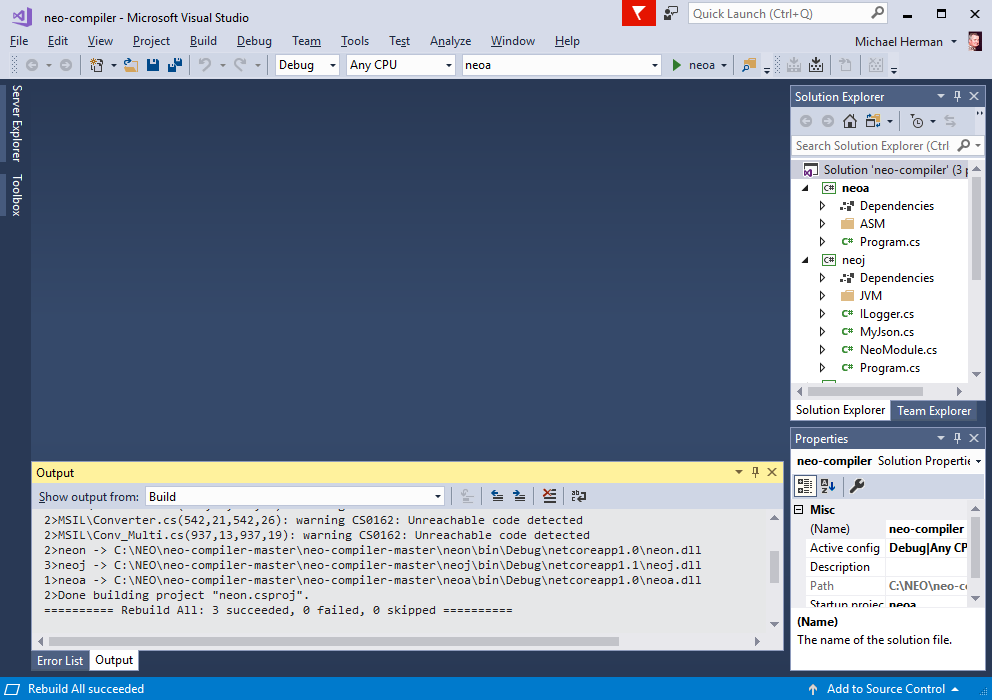 neo-compiler - Microsoft Visual Studio
Quick Launch (Ctrl+Q)
File Edit View Project Build Debug Team Tools Test Analyze Window Help
Michael Herman
Debug Any CPU neoa neoa
Server Explorer
Toolbox
Solution Explorer
Search Solution Explorer (Ctrl
Solution 'neo-compiler' (3
C# neoa
Dependencies
ASM
C# Program.cs
C# neoj
Dependencies
JVM
C# ILogger.cs
C# MyJson.cs
C# NeoModule.cs
C# Program.cs
Solution Explorer Team Explorer
Output
Show output from: Build
2>MSIL\Converter.cs(542,21,542,26): warning CS0162: Unreachable code detected
2>MSIL\Conv_Multi.cs(937,13,937,19): warning CS0162: Unreachable code detected
2>neon -> C:\NEO\neo-compiler-master\neo-compiler-master\neon\bin\Debug\netcoreapp1.0\neon.dll
3>neoj -> C:\NEO\neo-compiler-master\neo-compiler-master\neoj\bin\Debug\netcoreapp1.1\neoj.dll
1>neoa -> C:\NEO\neo-compiler-master\neo-compiler-master\neoa\bin\Debug\netcoreapp1.0\neoa.dll
2>Done building project "neon.csproj".
========== Rebuild All: 3 succeeded, 0 failed, 0 skipped ==========
Error List Output
Properties
neo-compiler Solution Propertie
Misc
(Name) neo-compiler
Active config Debug|Any CP
Description
Path C:\NEO\neo-co
Startup projec neoa
(Name)
The name of the solution file.
Rebuild All succeeded
Add to Source Control